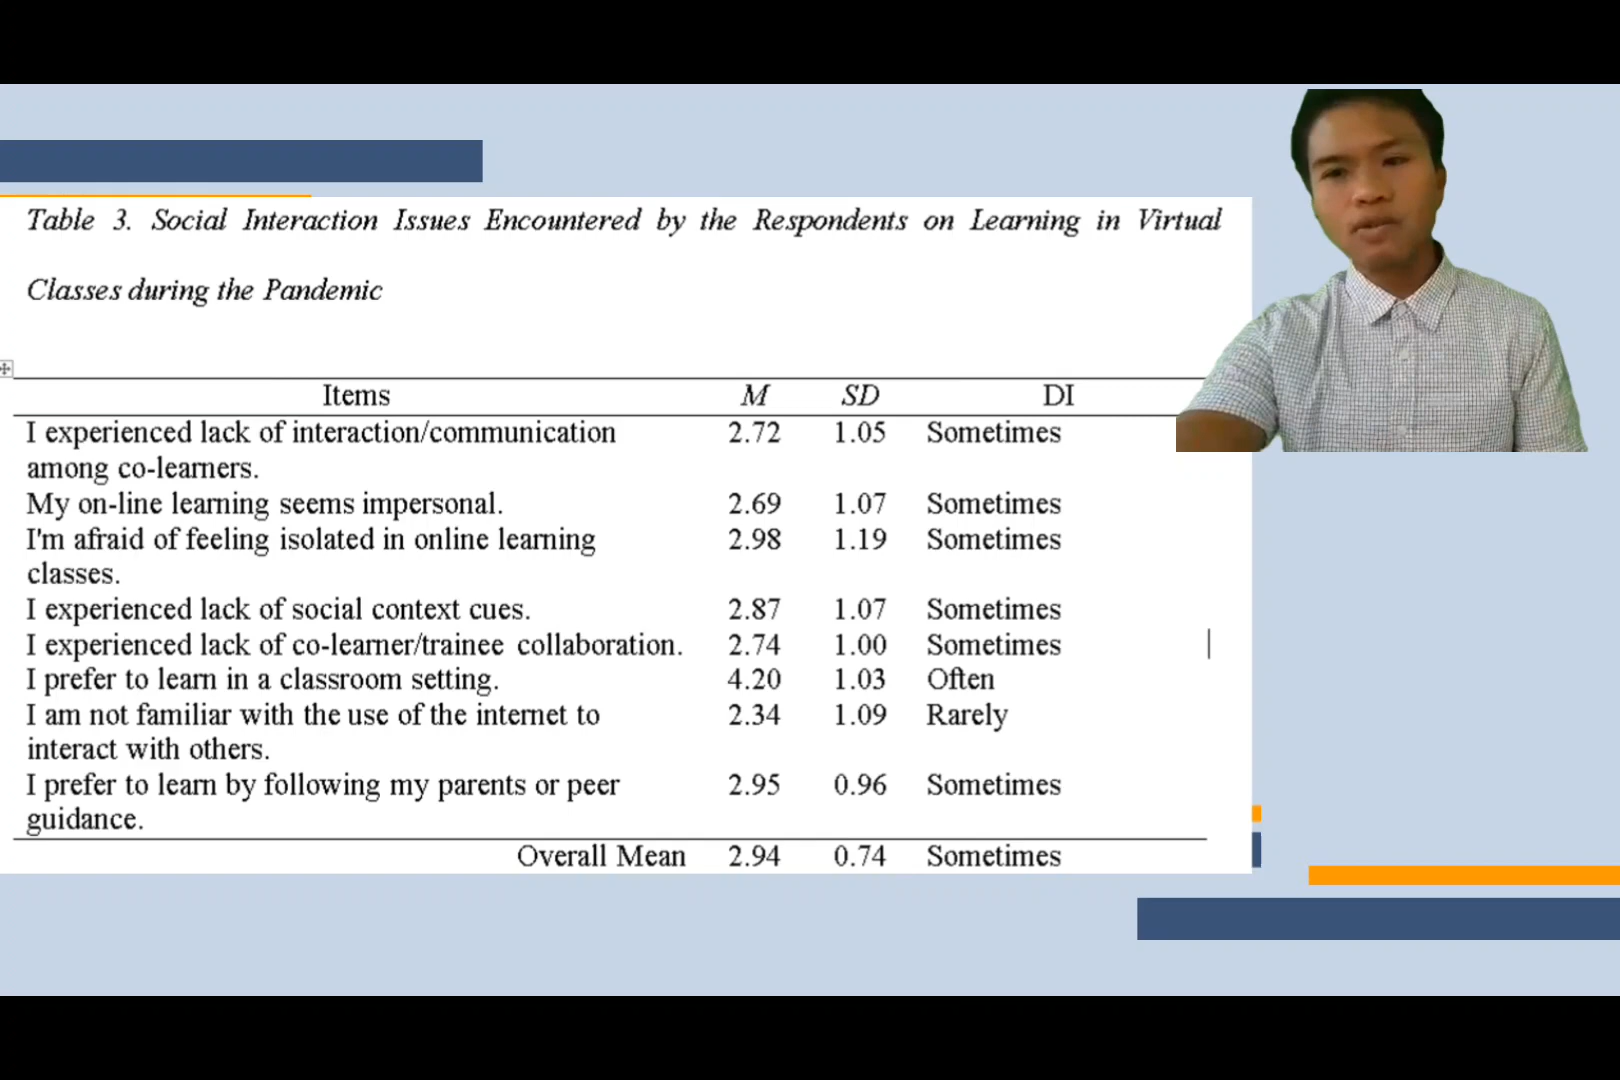 Table 3. Social Interaction Issues Encountered by the Respondents on Learning in Virtual
Classes during the Pandemic
Items M SD DI
I experienced lack of interaction/communication 2.72 1.05 Sometimes
among co-learners.
My on-line learning seems impersonal. 2.69 1.07 Sometimes
I'm afraid of feeling isolated in online learning 2.98 1.19 Sometimes
classes.
I experienced lack of social context cues. 2.87 1.07 Sometimes
I experienced lack of co-learner/trainee collaboration. 2.74 1.00 Sometimes
I prefer to learn in a classroom setting. 4.20 1.03 Often
I am not familiar with the use of the internet to 2.34 1.09 Rarely
interact with others.
I prefer to learn by following my parents or peer 2.95 0.96 Sometimes
guidance.
Overall Mean 2.94 0.74 Sometimes